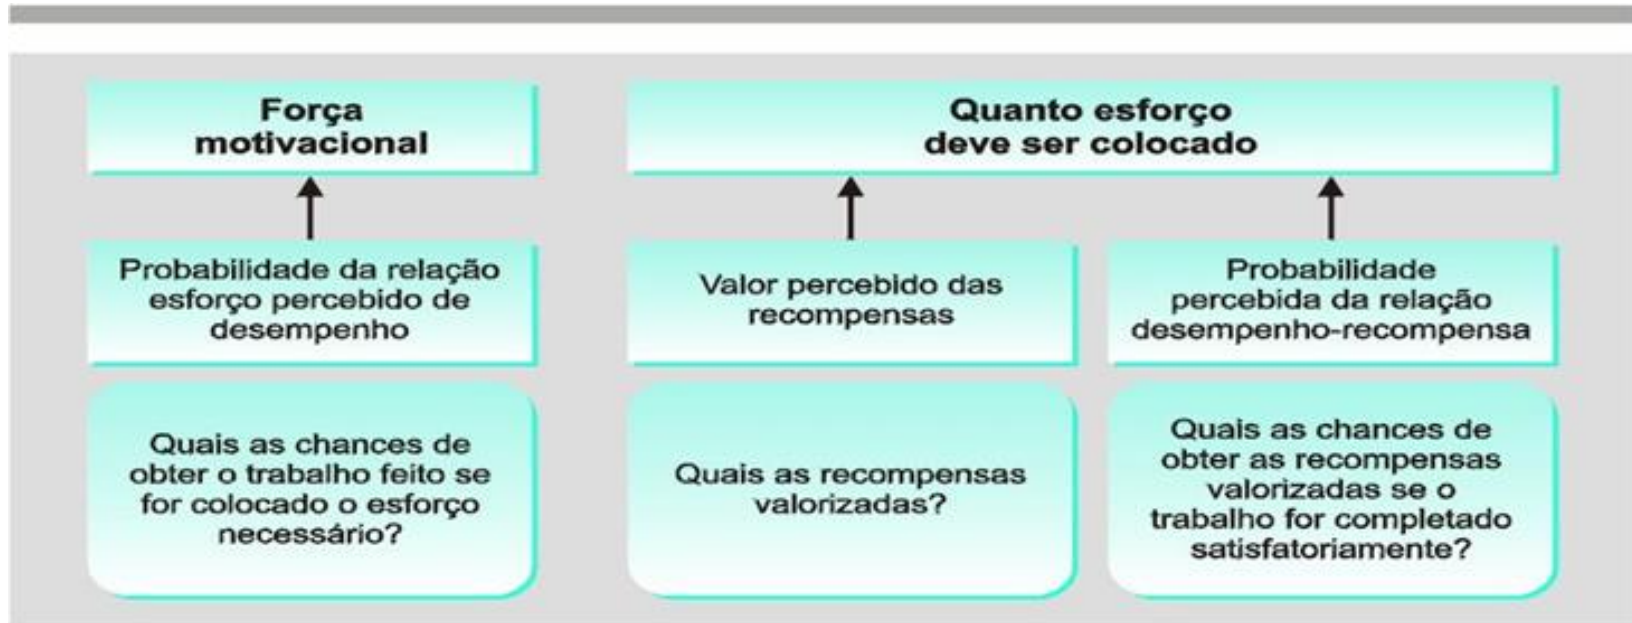 Força
motivacional
Quanto esforço
deve ser colocado
Probabilidade da relação
esforço percebido de
desempenho
Valor percebido das
recompensas
Probabilidade
percebida da relação
desempenho-recompensa
Quais as chances de
obter o trabalho feito se
for colocado o esforço
necessário?
Quais as recompensas
valorizadas?
Quais as chances de
obter as recompensas
valorizadas se o
trabalho for completado
satisfatoriamente?